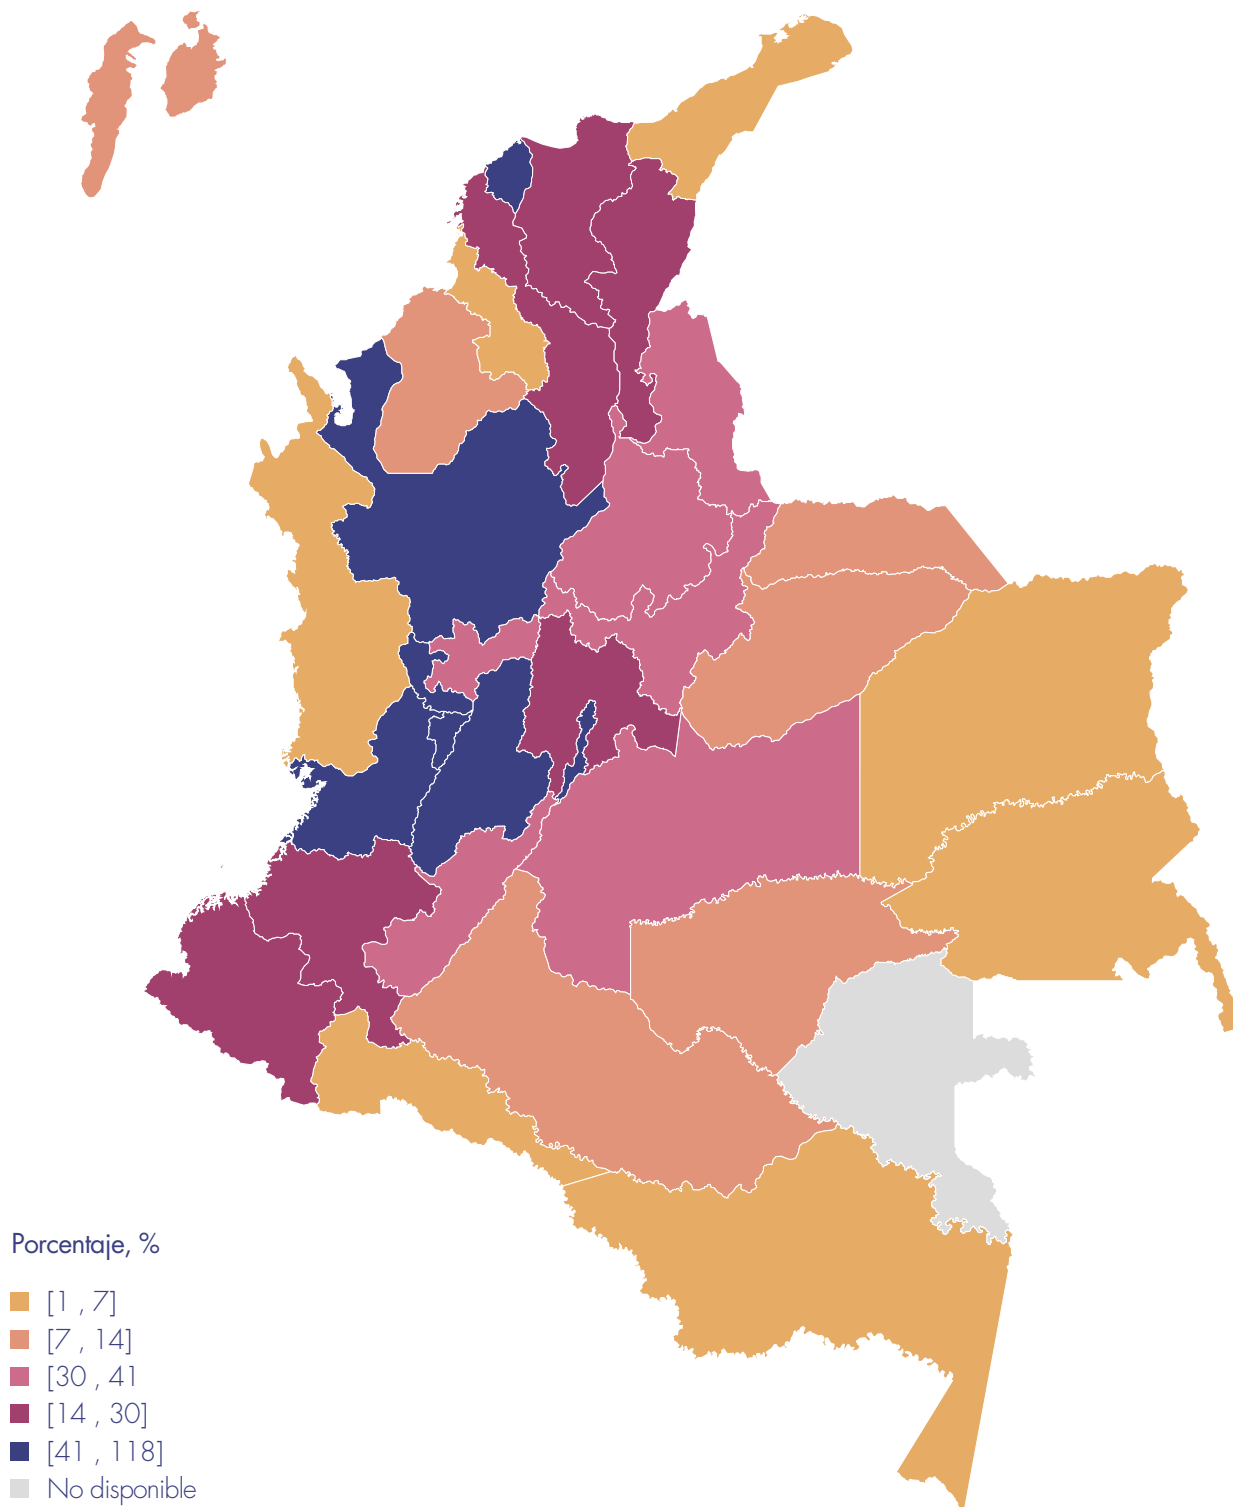 Porcentaje, %
[1 , 7]
[7 , 14]
[30 , 41
[14 , 30]
[41 , 118]
No disponible